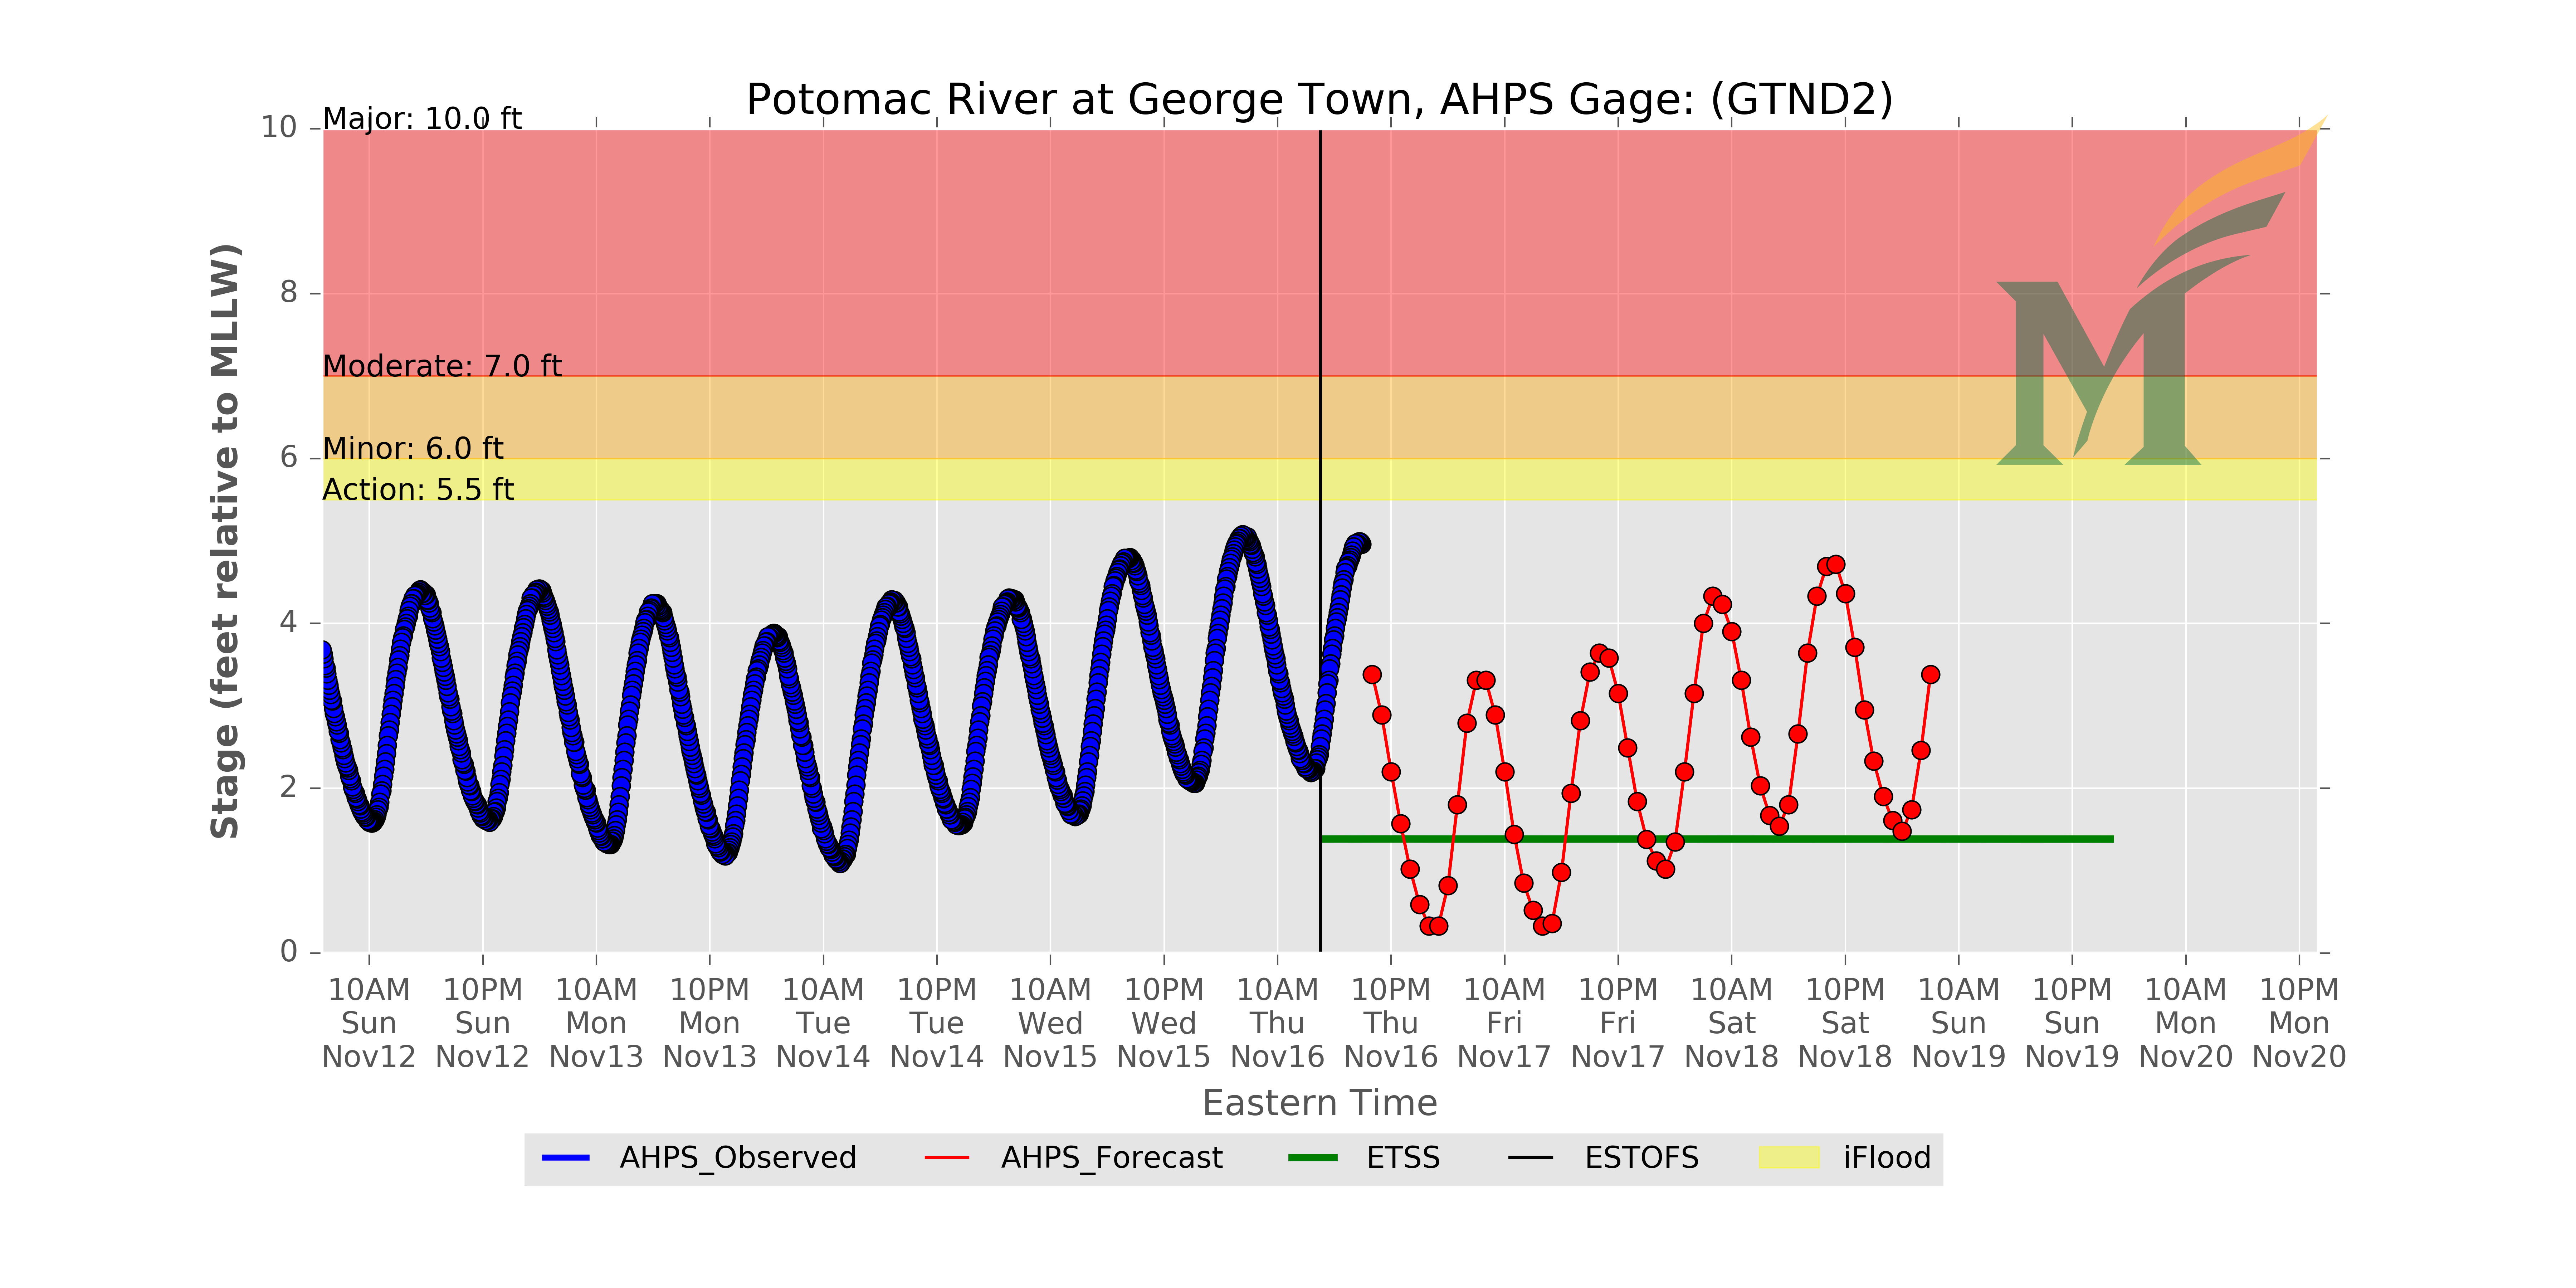 Potomac River at George Town, AHPS Gage: (GTND2)
Major: 10.0 ft
Moderate: 7.0 ft
Minor: 6.0 ft
Action: 5.5 ft
10
8
6
4
2
0
Stage (feet relative to MLLW)
10AM 10PM 10AM 10PM 10AM 10PM 10AM 10PM 10AM 10PM 10AM 10PM 10AM 10PM 10AM 10PM 10AM 10PM
Sun Sun Mon Mon Tue Tue Wed Wed Thu Thu Fri Fri Sat Sat Sun Sun Mon Mon
Nov12 Nov12 Nov13 Nov13 Nov14 Nov14 Nov15 Nov15 Nov16 Nov16 Nov17 Nov17 Nov18 Nov18 Nov19 Nov19 Nov20 Nov20
Eastern Time
AHPS_Observed AHPS_Forecast ETSS ESTOFS iFlood
M